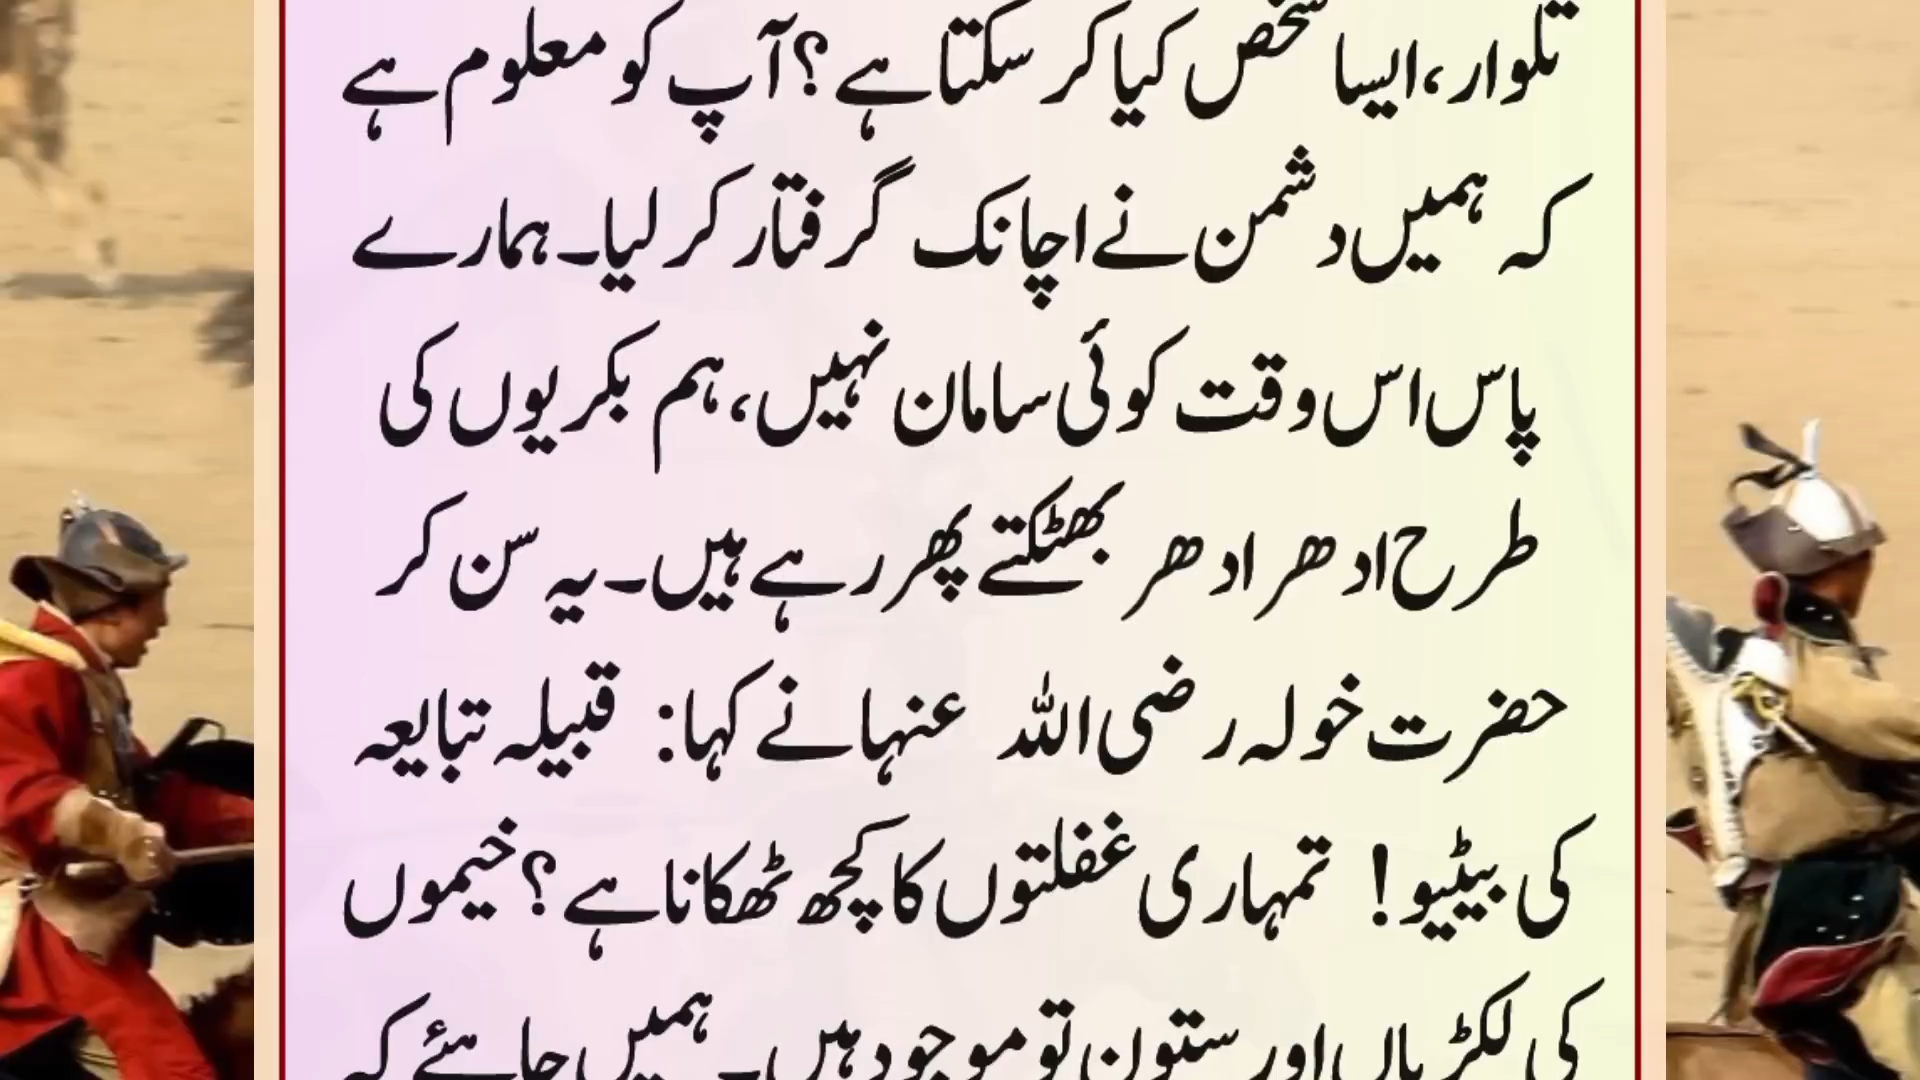 تلوار، ایسا شخص کیا کر سکتا ہے؟ آپ کو معلوم ہے
کہ ہمیں دشمن نے اچانک گرفتار کر لیا۔ ہمارے
پاس اس وقت کوئی سامان نہیں، ہم بکریوں کی
طرح ادھر ادھر بھٹکتے پھر رہے ہیں۔ یہ سن کر
حضرت خولہ رضی اللہ عنہا نے کہا: قبیلہ تبایعہ
کی بیٹیو! تمہاری غفلتوں کا کچھ ٹھکانا ہے؟ خیموں
کی لکڑیاں اور ستون تو موجود ہیں۔ ہمیں چاہئے کہ